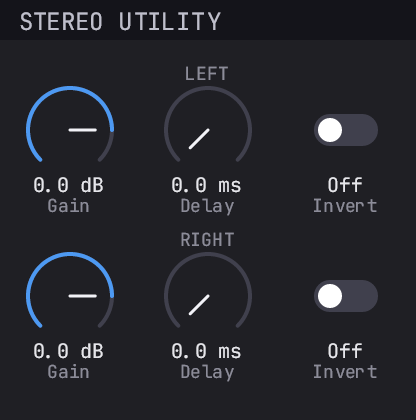 STEREO UTILITY
LEFT
0.0 dB 0.0 ms Off
Gain Delay Invert
RIGHT
0.0 dB 0.0 ms Off
Gain Delay Invert